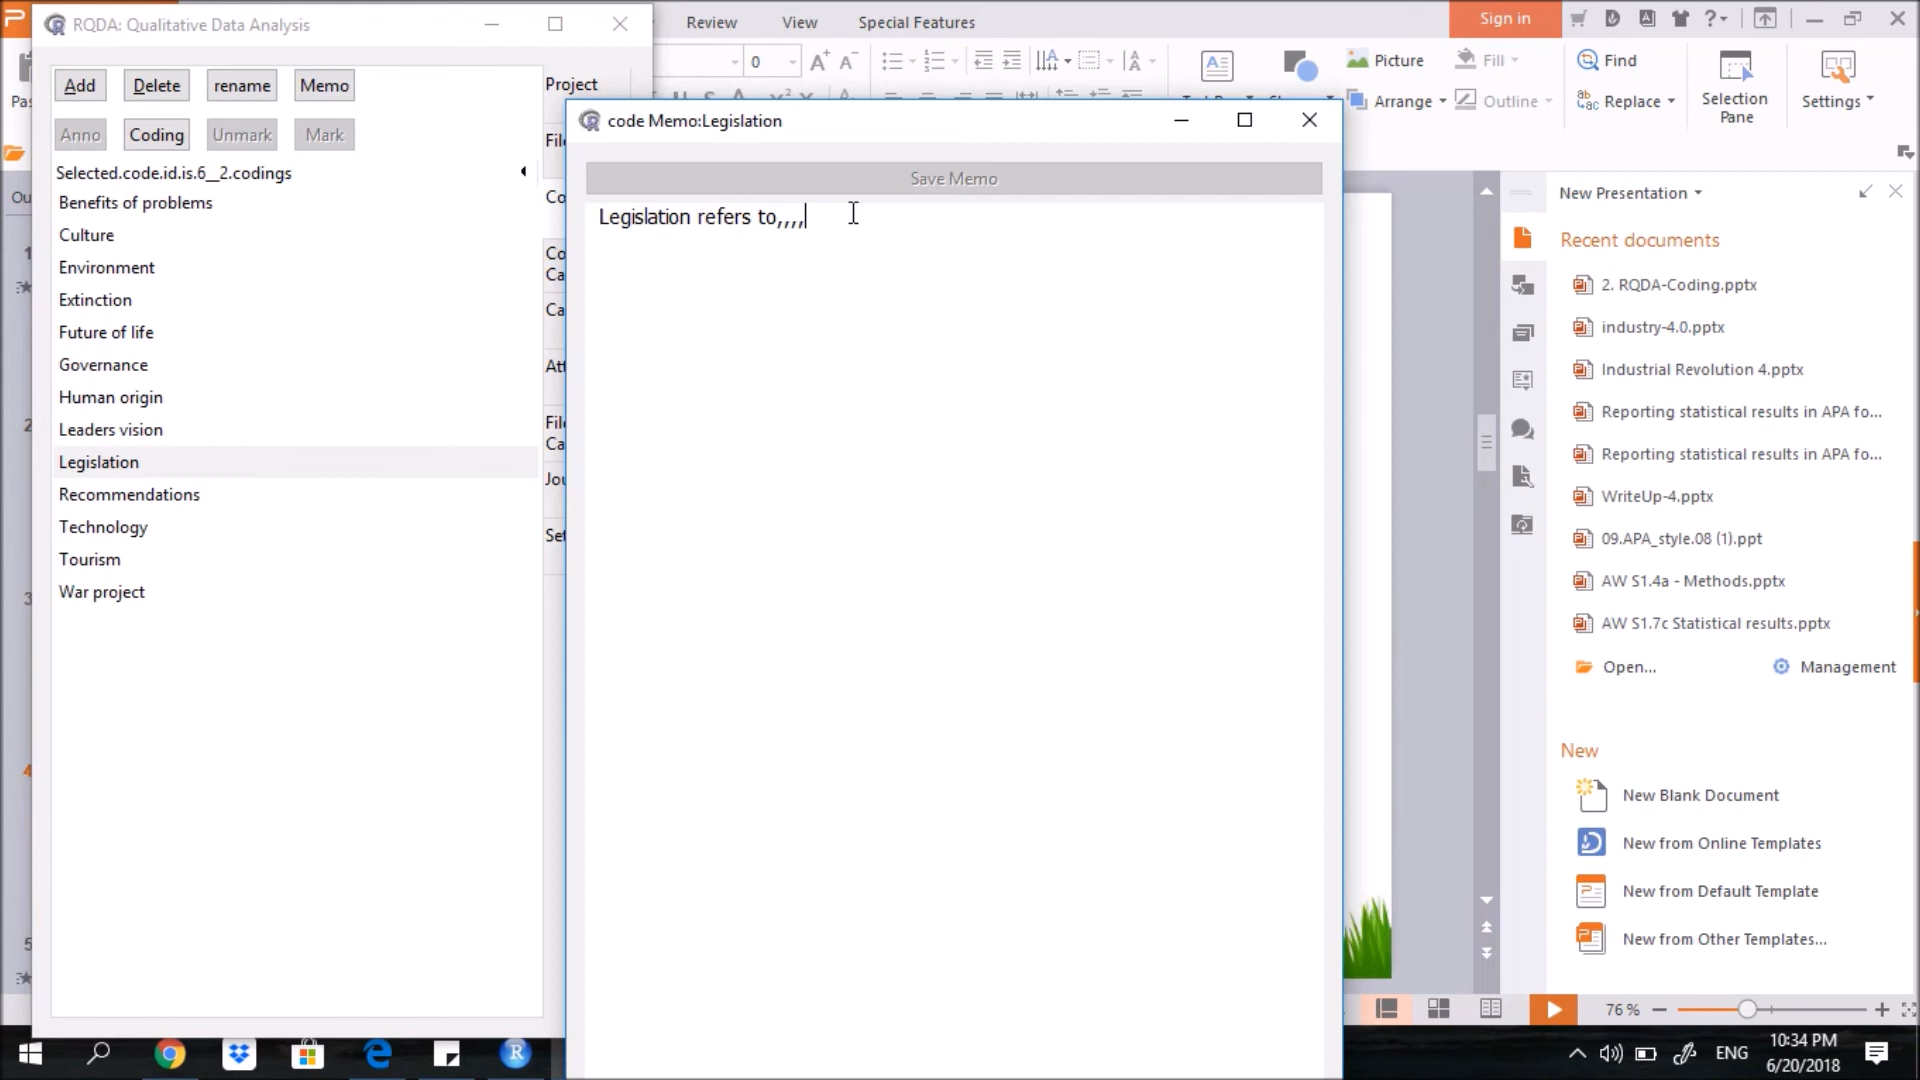 RQDA: Qualitative Data Analysis
Review
View
Special Features
Sign in
Add
Delete
rename
Memo
Project
0
Picture
Fill
Find
Arrange
Outline
Replace
Selection
Pane
Settings
Anno
Coding
Unmark
Mark
code Memo:Legislation
Selected.code.id.is.6__2.codings
Save Memo
Legislation refers to,,,,
Benefits of problems
Culture
Environment
Extinction
Future of life
Governance
Human origin
Leaders vision
Legislation
Recommendations
Technology
Tourism
War project
New Presentation
Recent documents
2. RQDA-Coding.pptx
industry-4.0.pptx
Industrial Revolution 4.pptx
Reporting statistical results in APA fo...
Reporting statistical results in APA fo...
WriteUp-4.pptx
09.APA_style.08 (1).ppt
AW S1.4a - Methods.pptx
AW S1.7c Statistical results.pptx
Open...
Management
New
New Blank Document
New from Online Templates
New from Default Template
New from Other Templates...
76 %
ENG
10:34 PM
6/20/2018